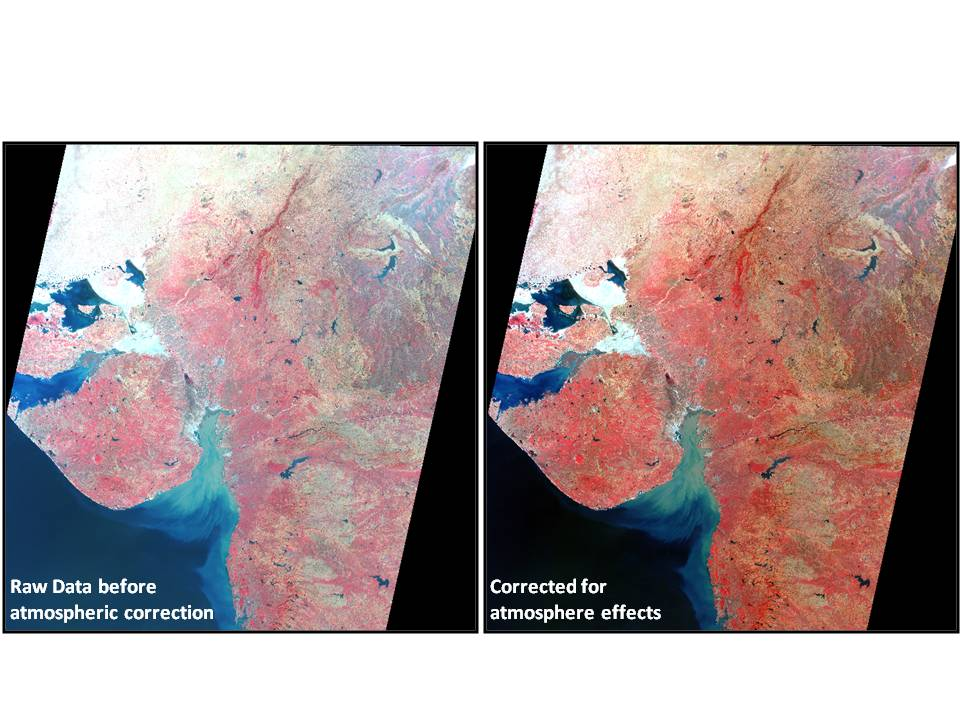 Raw Data before
atmospheric correction
Corrected for
atmosphere effects